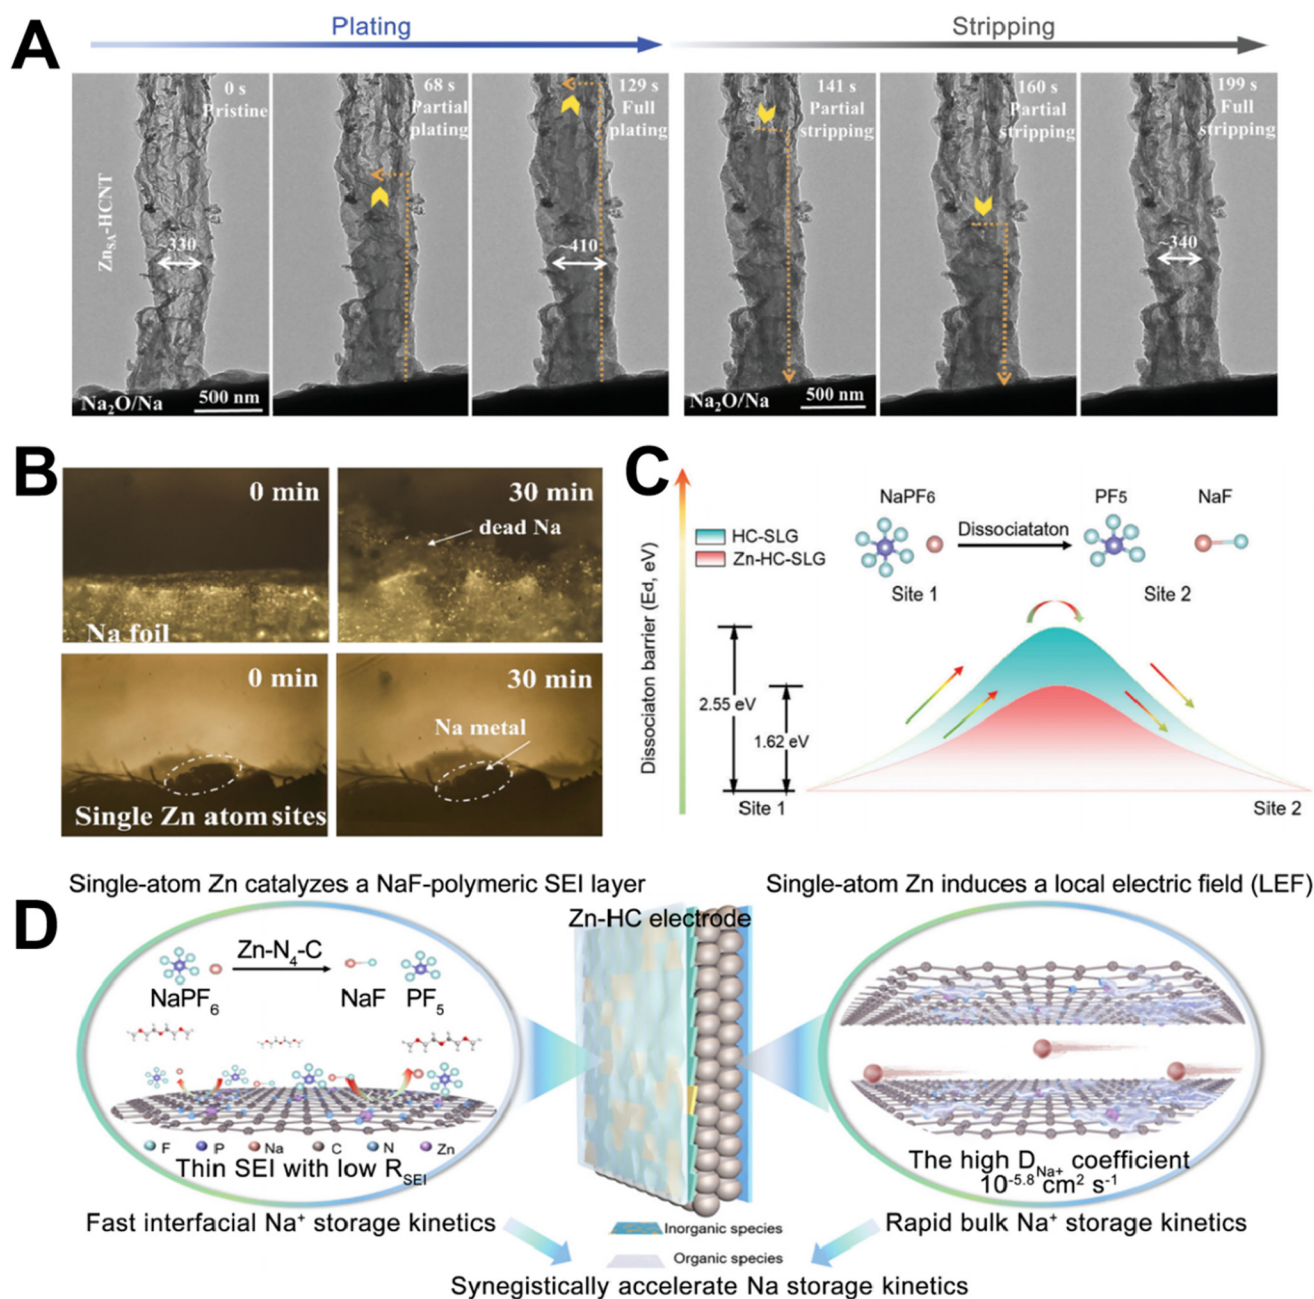 A
Plating
Stripping
0 s
Pristine
68 s
Partial
plating
129 s
Full
plating
141 s
Partial
stripping
160 s
Partial
stripping
199 s
Full
stripping
Zn_SA-HCNT
~330
~410
~340
Na₂O/Na
500 nm
Na₂O/Na
500 nm
B
0 min
Na foil
30 min
dead Na
0 min
Single Zn atom sites
30 min
Na metal
C
Dissociaton barrier (Ed, eV)
HC-SLG
Zn-HC-SLG
NaPF6
Dissociataton
PF5
NaF
Site 1
Site 2
2.55 eV
1.62 eV
Site 1
Site 2
D
Single-atom Zn catalyzes a NaF-polymeric SEI layer
Zn-N₄-C
NaPF₆
NaF
PF₅
F
P
Na
C
N
Zn
Thin SEI with low R_SEI
Fast interfacial Na⁺ storage kinetics
Zn-HC electrode
Inorganic species
Organic species
Single-atom Zn induces a local electric field (LEF)
The high D_Na+ coefficient
10⁻⁵·⁸ cm² s⁻¹
Rapid bulk Na⁺ storage kinetics
Synegistically accelerate Na storage kinetics